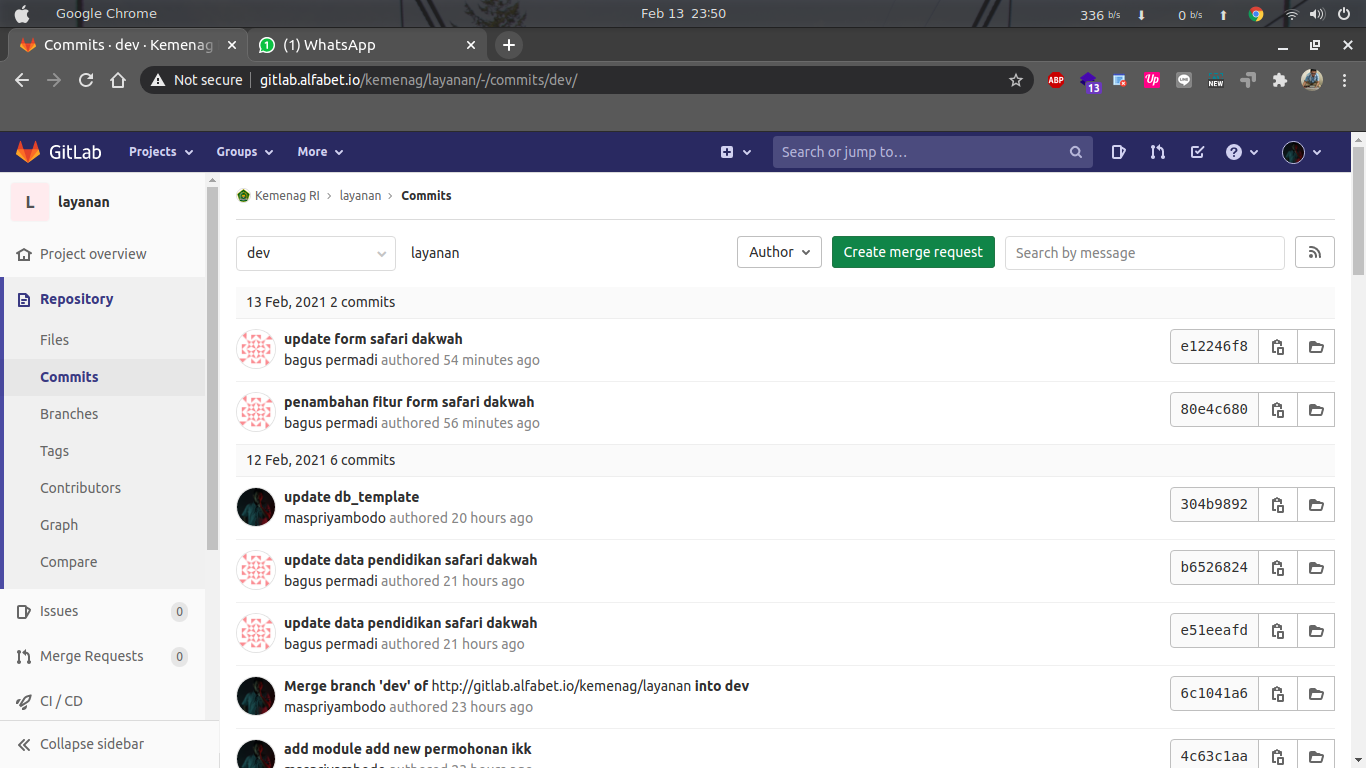 Google Chrome
Feb 13 23:50
336 b/s
0 b/s
Commits · dev · Kemenag
(1) WhatsApp
Not secure
gitlab.alfabet.io/kemenag/layanan/-/commits/dev/
ABP
13
Up
NEW
GitLab
Projects
Groups
More
Search or jump to…
L
layanan
Kemenag RI › layanan › Commits
Project overview
Repository
Files
Commits
Branches
Tags
Contributors
Graph
Compare
Issues
0
Merge Requests
0
CI / CD
Collapse sidebar
dev
layanan
Author
Create merge request
Search by message
13 Feb, 2021 2 commits
update form safari dakwah
bagus permadi authored 54 minutes ago
e12246f8
penambahan fitur form safari dakwah
bagus permadi authored 56 minutes ago
80e4c680
12 Feb, 2021 6 commits
update db_template
maspriyambodo authored 20 hours ago
304b9892
update data pendidikan safari dakwah
bagus permadi authored 21 hours ago
b6526824
update data pendidikan safari dakwah
bagus permadi authored 21 hours ago
e51eeafd
Merge branch 'dev' of http://gitlab.alfabet.io/kemenag/layanan into dev
maspriyambodo authored 23 hours ago
6c1041a6
add module add new permohonan ikk
maspriyambodo authored 23 hours ago
4c63c1aa